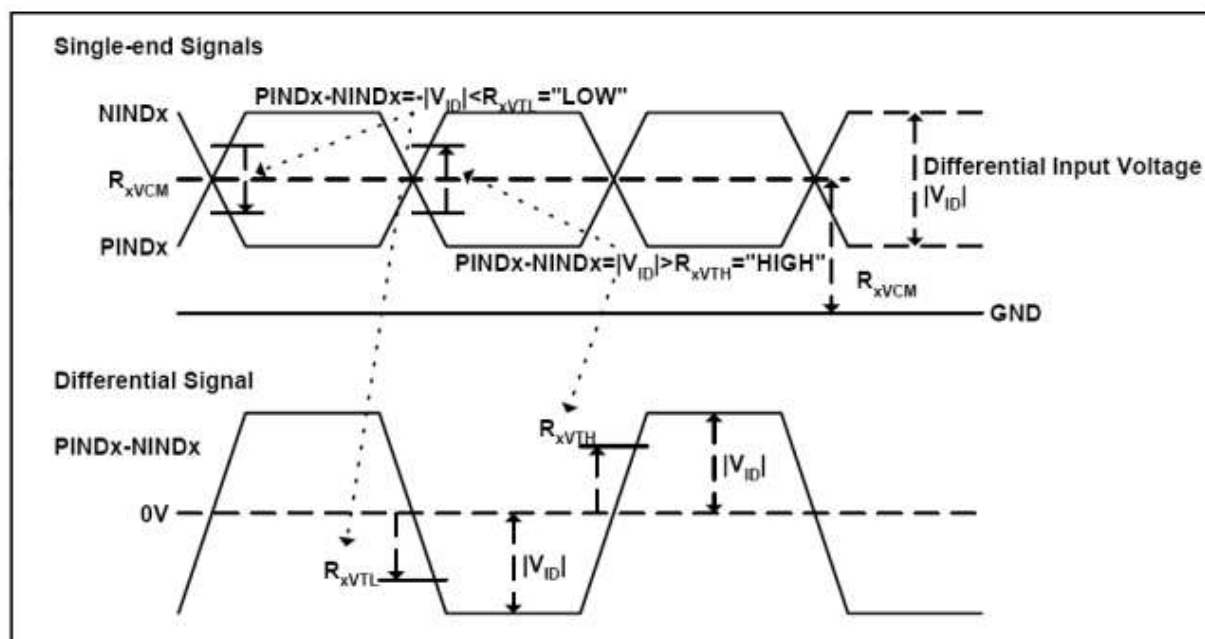 Single-end Signals
PINDx-NINDx=-|VID|<RxVTL="LOW"
NINDx
RxVCM
Differential Input Voltage
|VID|
PINDx
PINDx-NINDx=|VID|>RxVTH="HIGH"
RxVCM
GND
Differential Signal
RxVTH
PINDx-NINDx
|VID|
0V
RxVTL
|VID|